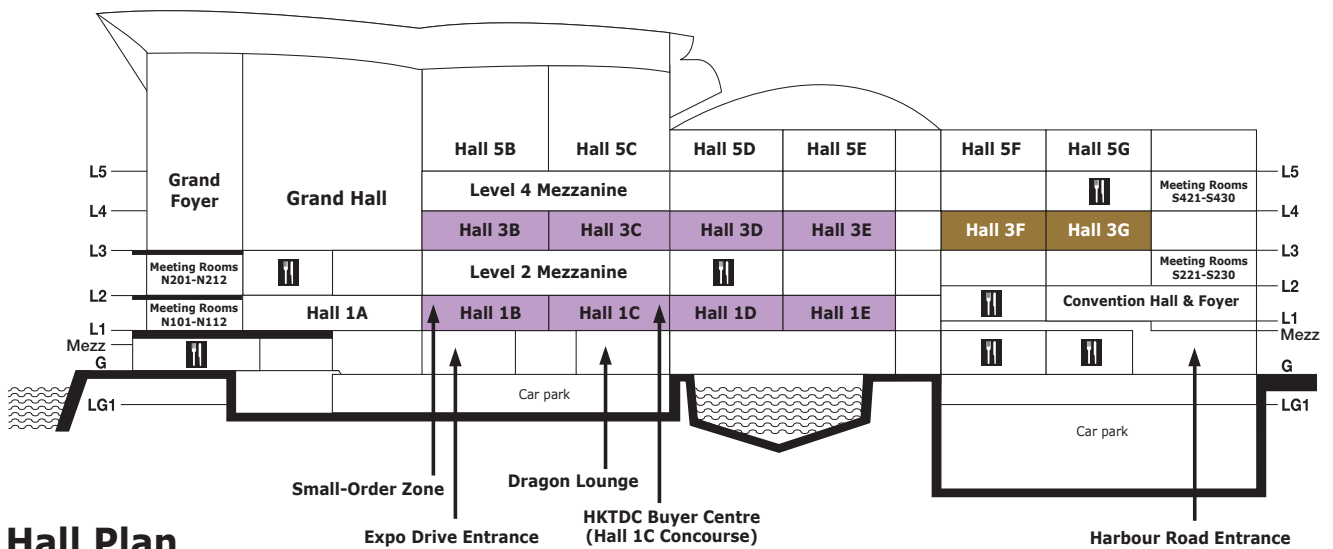 Hall 5B
Hall 5C
Hall 5D
Hall 5E
Hall 5F
Hall 5G
L5
L5
Grand
Foyer
Grand Hall
Level 4 Mezzanine
Meeting Rooms
S421-S430
L4
L4
Hall 3B
Hall 3C
Hall 3D
Hall 3E
Hall 3F
Hall 3G
L3
L3
Meeting Rooms
N201-N212
Level 2 Mezzanine
Meeting Rooms
S221-S230
L2
L2
Meeting Rooms
N101-N112
Hall 1A
Hall 1B
Hall 1C
Hall 1D
Hall 1E
Convention Hall & Foyer
L1
L1
Mezz
Mezz
G
G
LG1
LG1
Car park
Car park
Small-Order Zone
Dragon Lounge
Expo Drive Entrance
HKTDC Buyer Centre
(Hall 1C Concourse)
Harbour Road Entrance
Hall Plan